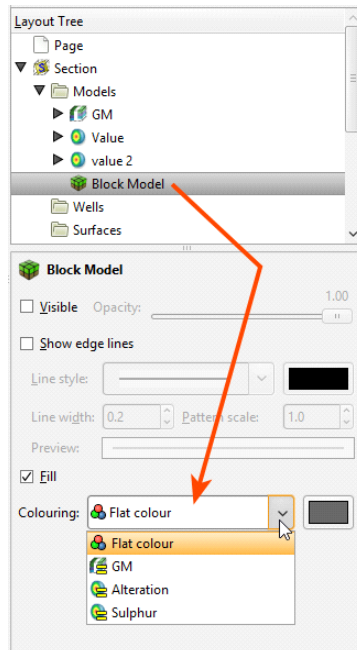 Layout Tree
Page
Section
Models
GM
Value
value 2
Block Model
Wells
Surfaces
Block Model
Visible Opacity: 1.00
Show edge lines
Line style:
Line width: 0.2 Pattern scale: 1.0
Preview:
Fill
Colouring: Flat colour
Flat colour
GM
Alteration
Sulphur